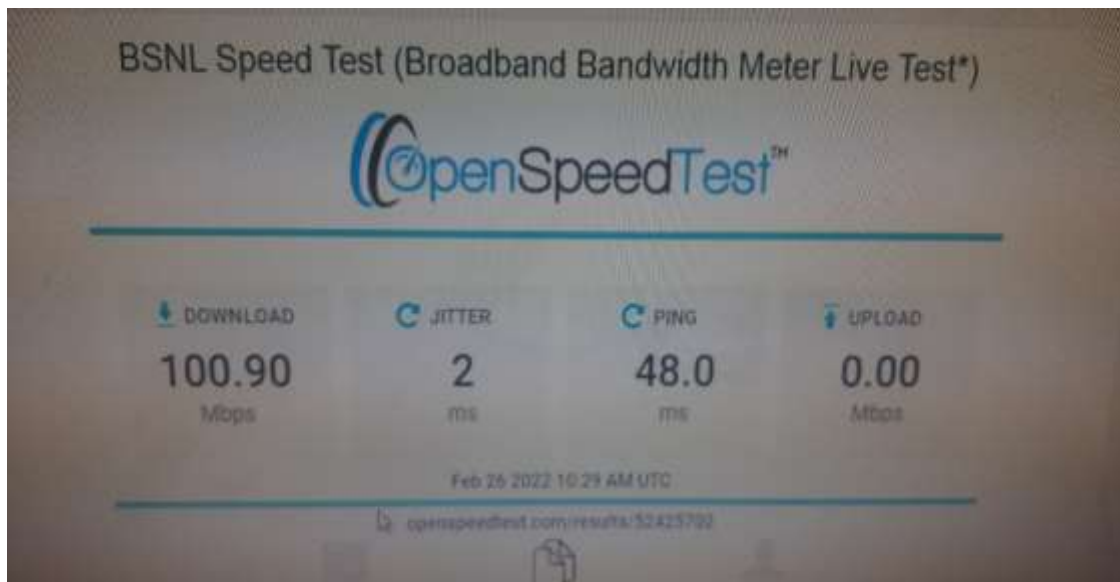 BSNL Speed Test (Broadband Bandwidth Meter Live Test*)
OpenSpeedTest™
DOWNLOAD
100.90
Mbps
JITTER
2
ms
PING
48.0
ms
UPLOAD
0.00
Mbps
Feb 26 2022 10:29 AM UTC
openspeedtest.com/results/52425702